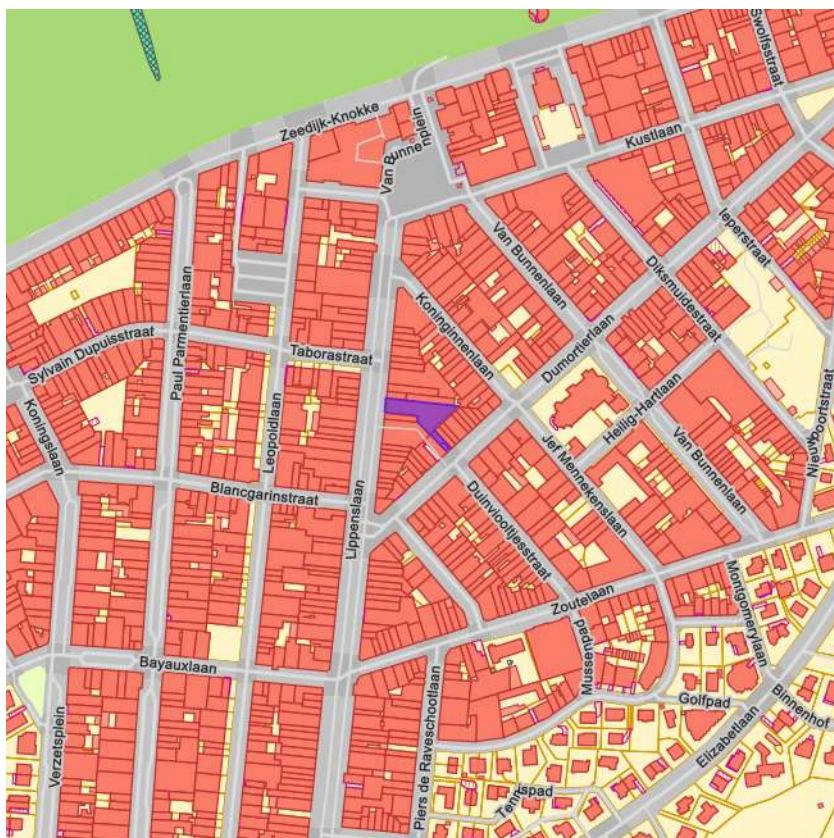 Swolfsstraat
Zeedijk-Knokke
Kustlaan
Van Bunnenplein
Ieperstraat
Van Bunnenlaan
Diksmuidestraat
Koninginnenlaan
Dumortierlaan
Taborastraat
Sylvain Dupuisstraat
Paul Parmentierlaan
Heilig-Hartlaan
Nieuwpoortstraat
Koningslaan
Leopoldlaan
Jef Mennekenslaan
Van Bunnenlaan
Blancgarinstraat
Lippenslaan
Duinviooltjesstraat
Zoutelaan
Montgomerylaan
Bayauxlaan
Mussenpad
Golfpad
Binnenhof
Verzetsplein
Piers de Raveschootlaan
Elizabetlaan
Tennispad